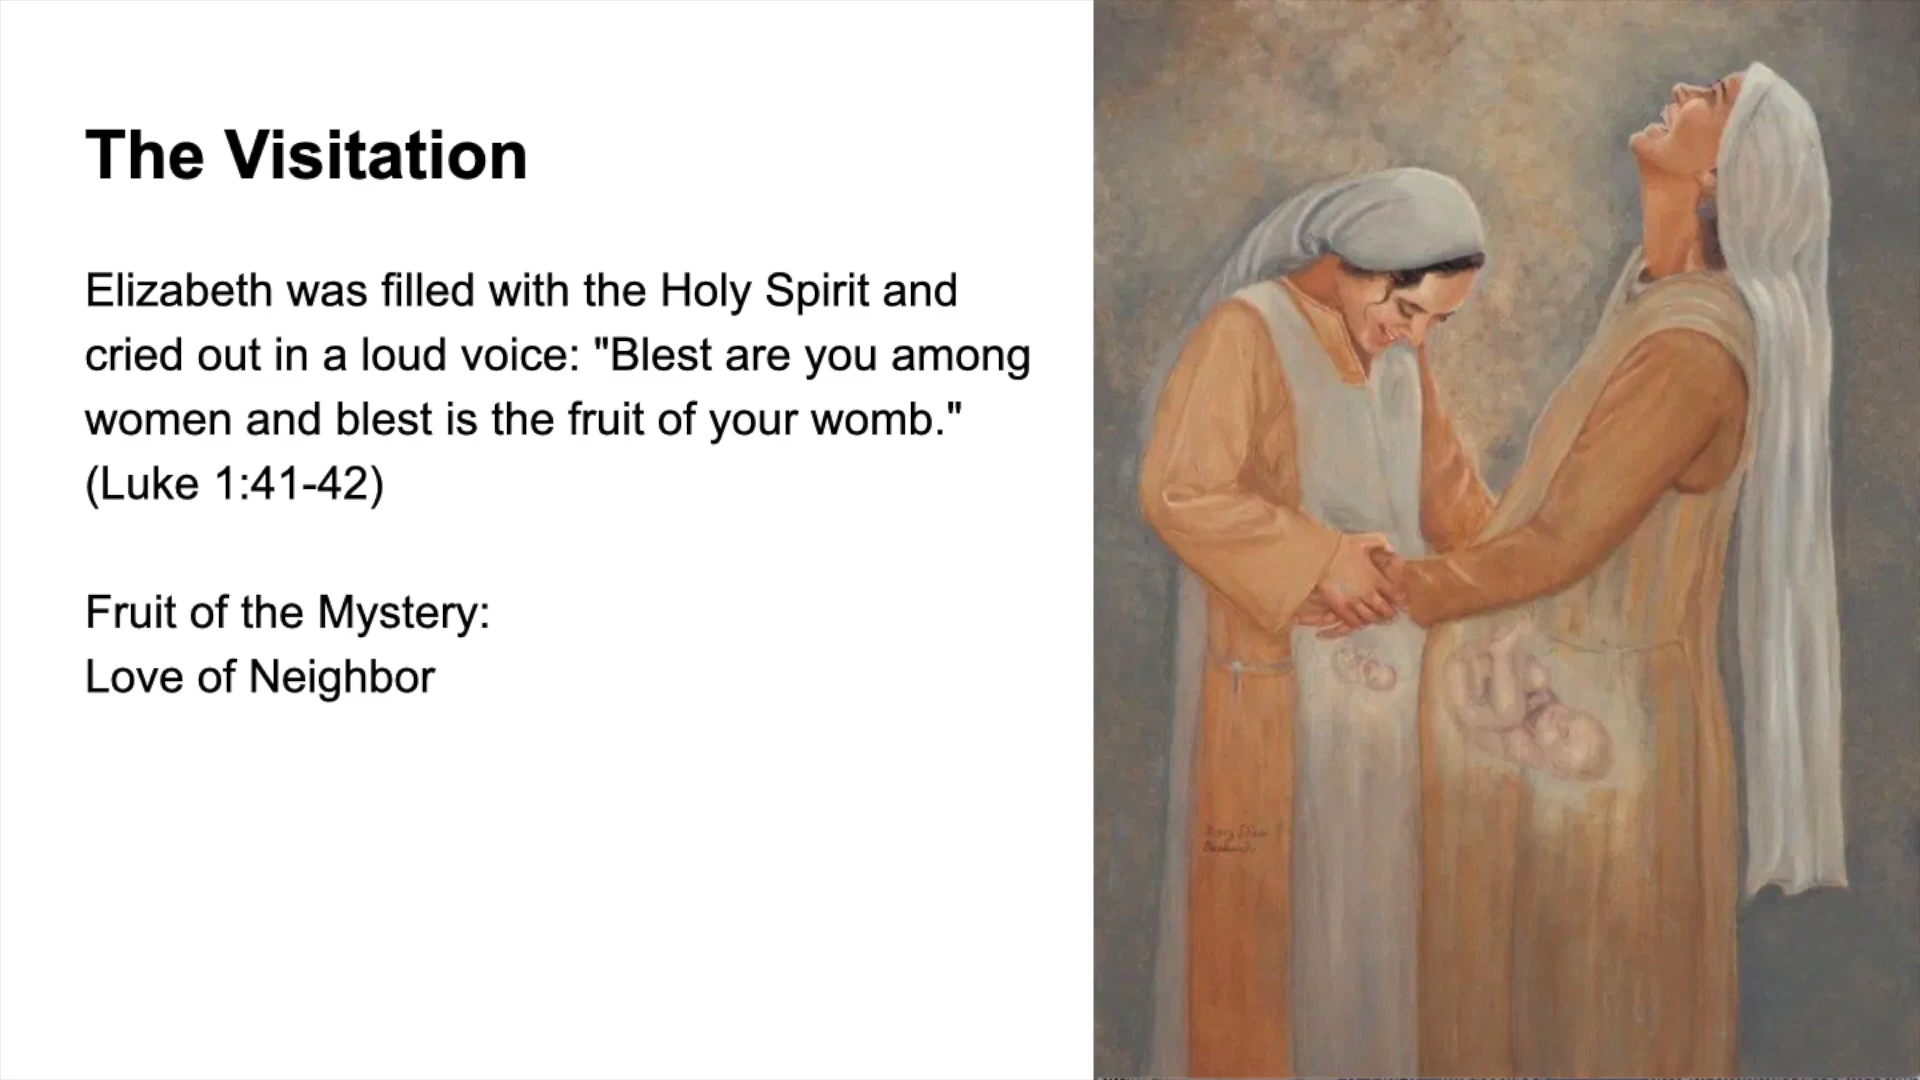 The Visitation
Elizabeth was filled with the Holy Spirit and
cried out in a loud voice: "Blest are you among
women and blest is the fruit of your womb."
(Luke 1:41-42)
Fruit of the Mystery:
Love of Neighbor